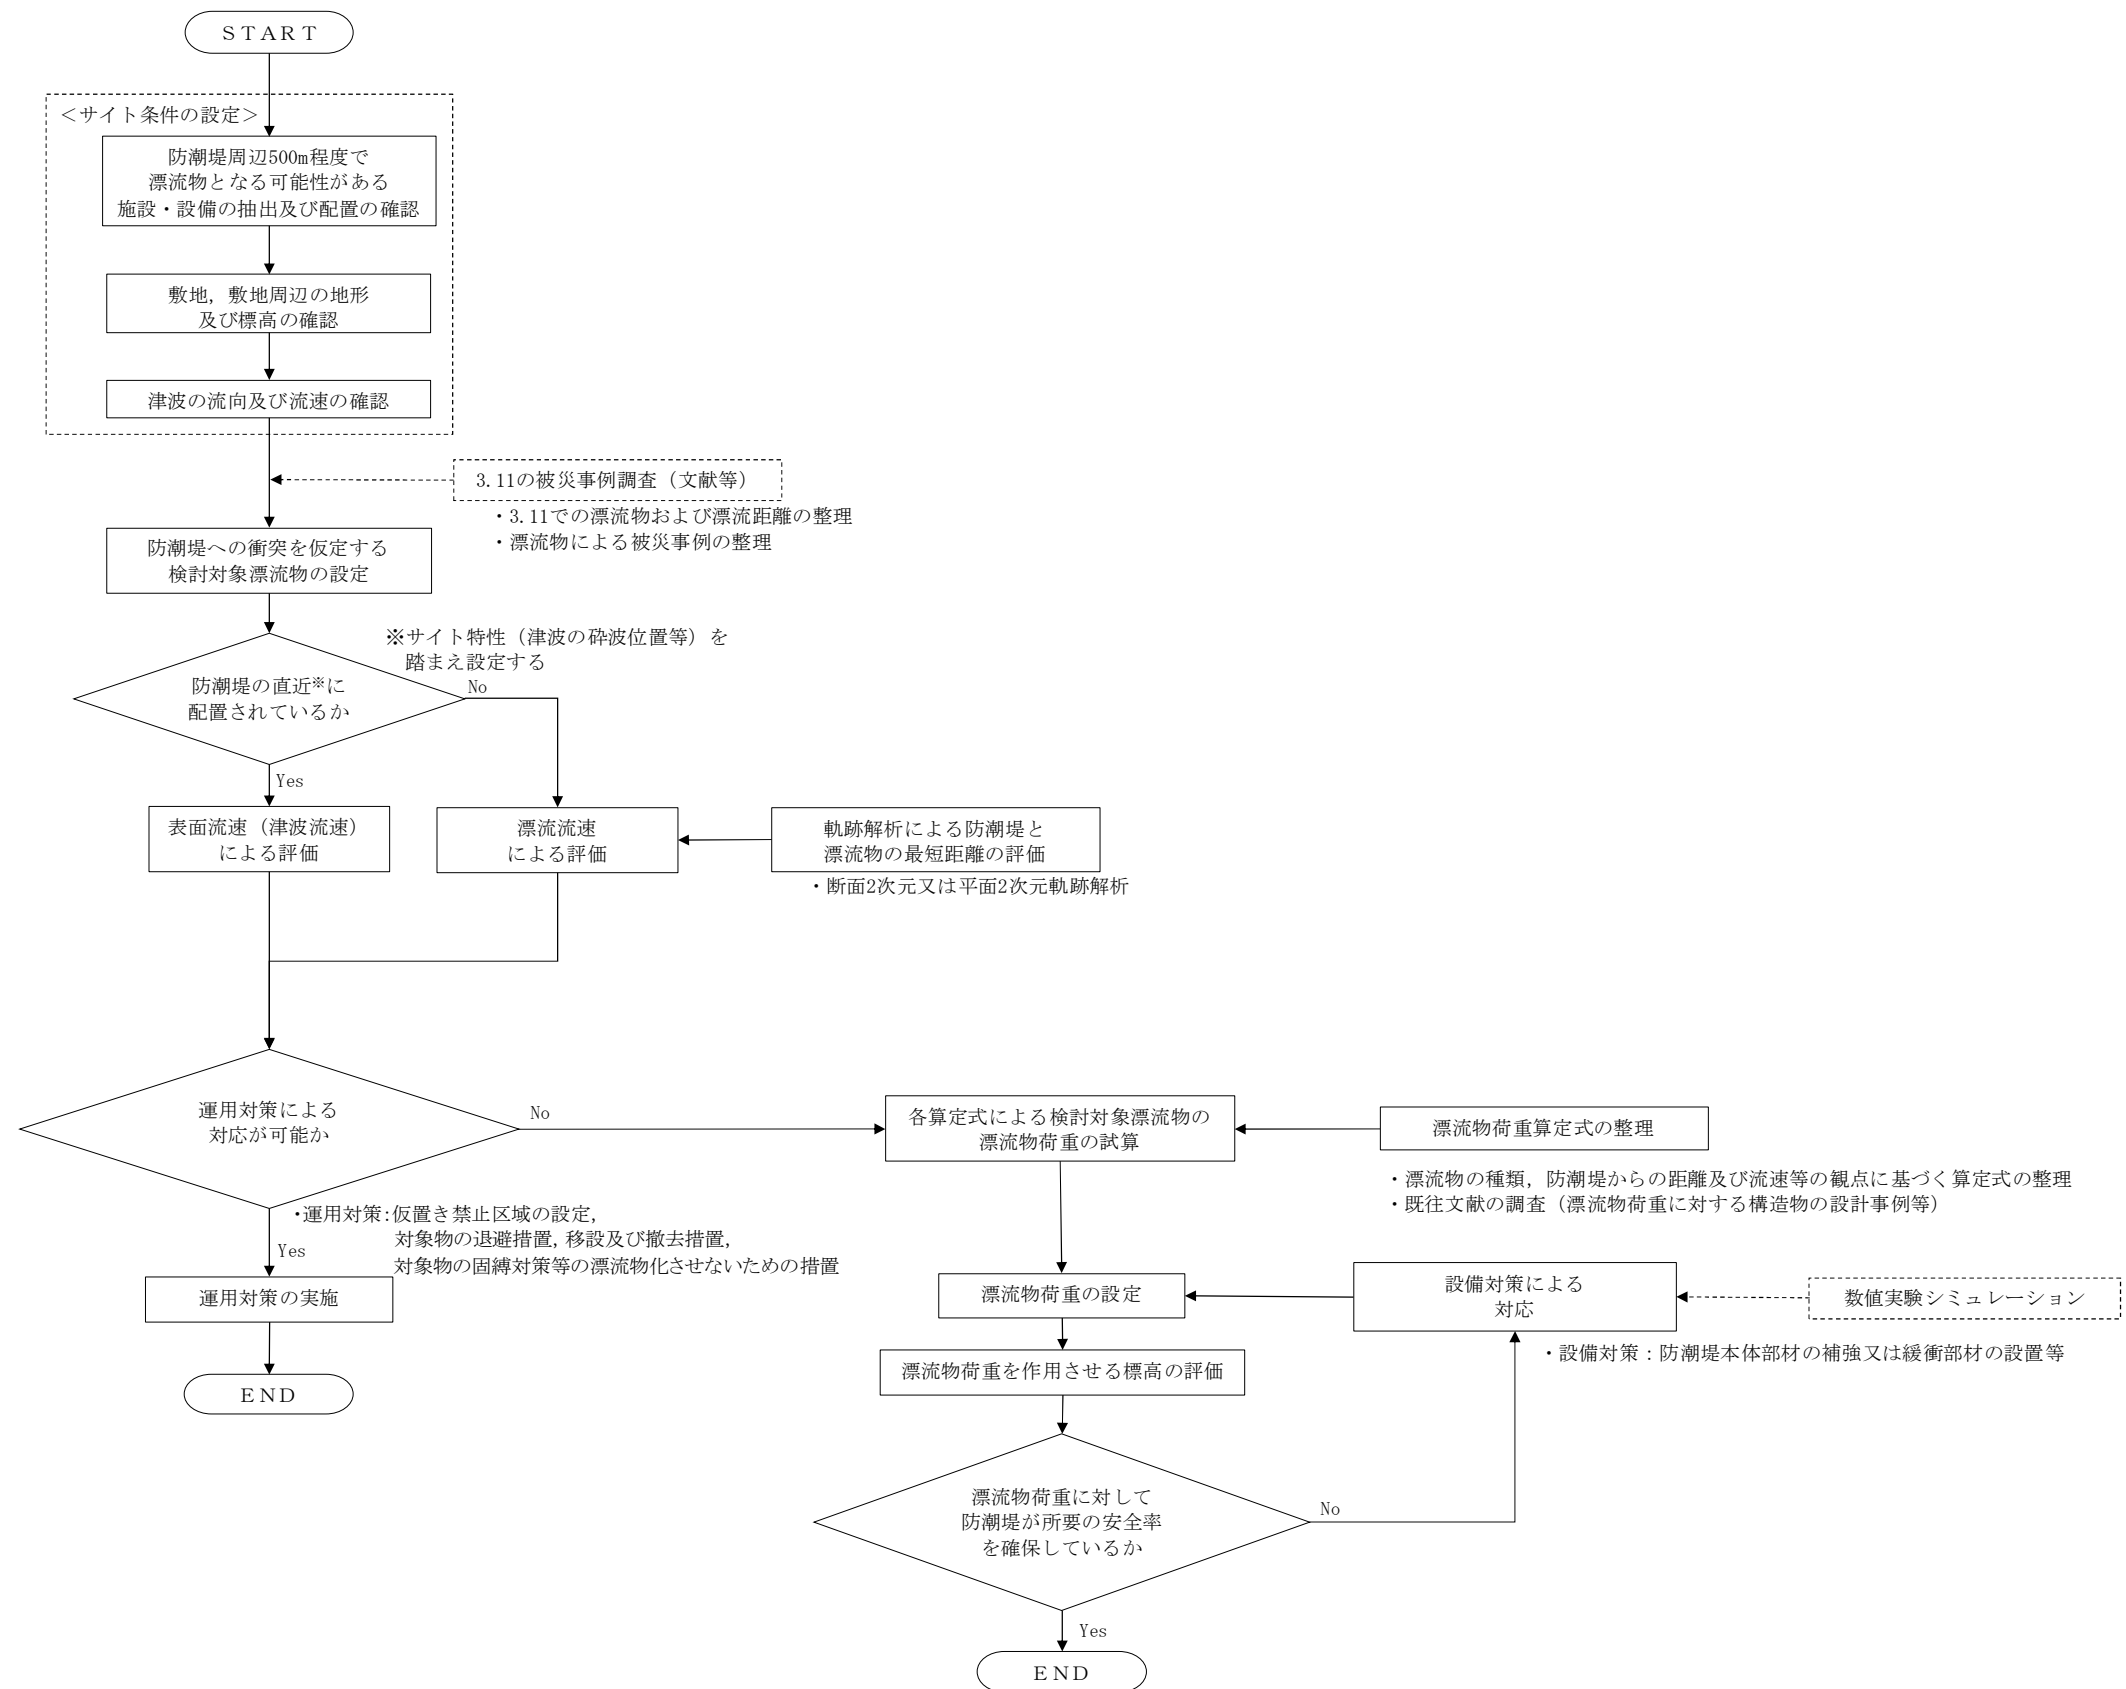 ＳＴＡＲＴ
＜サイト条件の設定＞
防潮堤周辺500m程度で
漂流物となる可能性がある
施設・設備の抽出及び配置の確認
敷地，敷地周辺の地形
及び標高の確認
津波の流向及び流速の確認
3.11の被災事例調査（文献等）
・3.11での漂流物および漂流距離の整理
・漂流物による被災事例の整理
防潮堤への衝突を仮定する
検討対象漂流物の設定
※サイト特性（津波の砕波位置等）を
踏まえ設定する
防潮堤の直近※に
配置されているか
No
Yes
表面流速（津波流速）
による評価
漂流流速
による評価
軌跡解析による防潮堤と
漂流物の最短距離の評価
・断面2次元又は平面2次元軌跡解析
運用対策による
対応が可能か
No
各算定式による検討対象漂流物の
漂流物荷重の試算
漂流物荷重算定式の整理
・漂流物の種類，防潮堤からの距離及び流速等の観点に基づく算定式の整理
・既往文献の調査（漂流物荷重に対する構造物の設計事例等）
・運用対策：仮置き禁止区域の設定，
対象物の退避措置，移設及び撤去措置，
対象物の固縛対策等の漂流物化させないための措置
Yes
運用対策の実施
ＥＮＤ
漂流物荷重の設定
設備対策による
対応
数値実験シミュレーション
・設備対策：防潮堤本体部材の補強又は緩衝部材の設置等
漂流物荷重を作用させる標高の評価
漂流物荷重に対して
防潮堤が所要の安全率
を確保しているか
No
Yes
ＥＮＤ